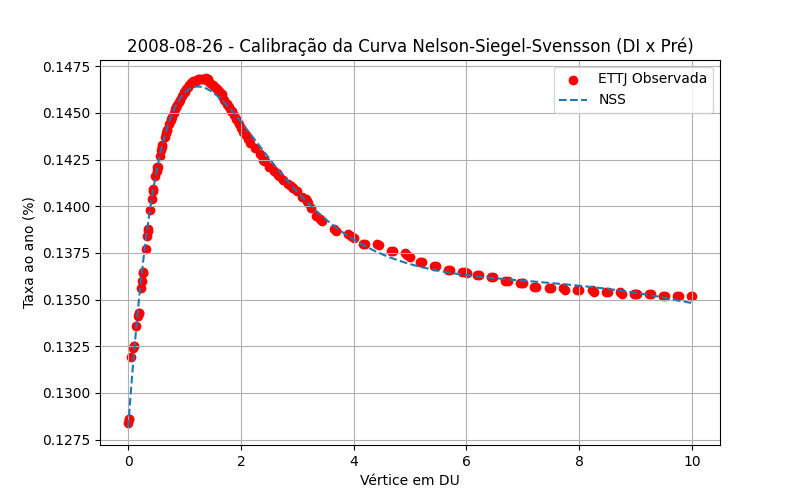 2008-08-26 - Calibração da Curva Nelson-Siegel-Svensson (DI x Pré)
ETTJ Observada
NSS
Taxa ao ano (%)
0.1475
0.1450
0.1425
0.1400
0.1375
0.1350
0.1325
0.1300
0.1275
0 2 4 6 8 10
Vértice em DU